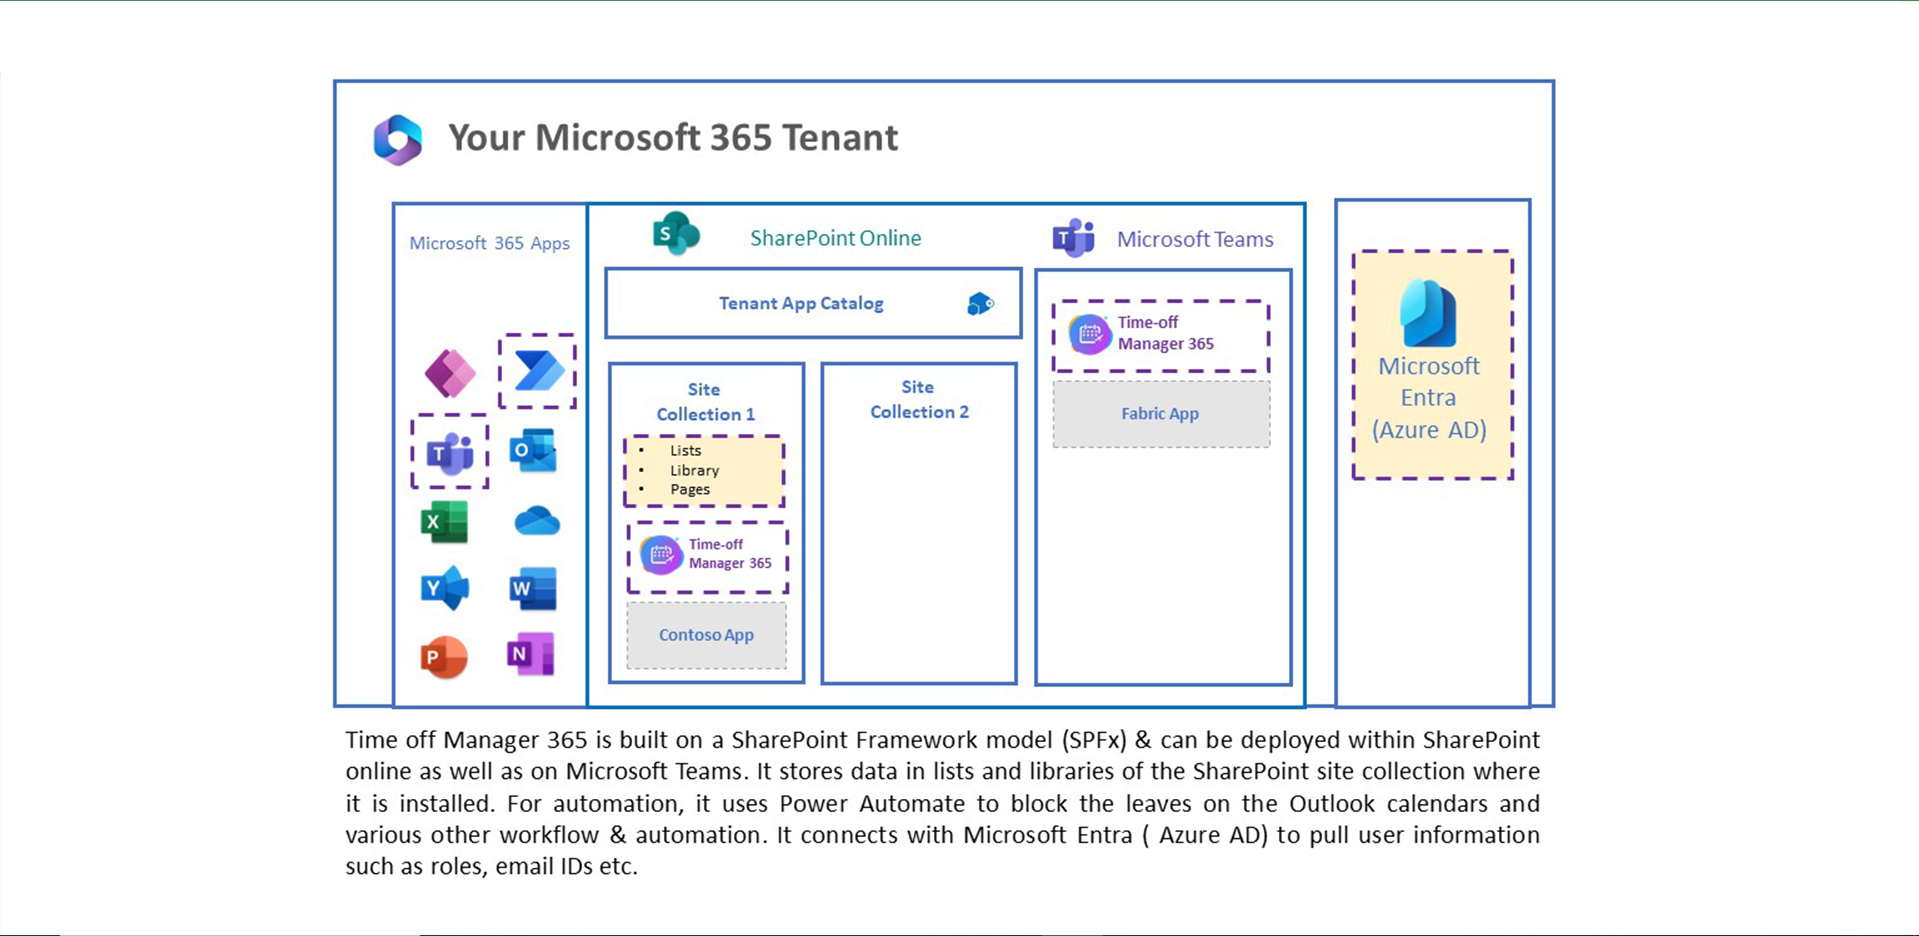 Your Microsoft 365 Tenant
Microsoft 365 Apps
S
SharePoint Online
T
Microsoft Teams
Tenant App Catalog
Site
Collection 1
• Lists
• Library
• Pages
Time-off
Manager 365
Contoso App
Site
Collection 2
Time-off
Manager 365
Fabric App
Microsoft
Entra
(Azure AD)
T
O
X
Y
W
P
N
Time off Manager 365 is built on a SharePoint Framework model (SPFx) & can be deployed within SharePoint
online as well as on Microsoft Teams. It stores data in lists and libraries of the SharePoint site collection where
it is installed. For automation, it uses Power Automate to block the leaves on the Outlook calendars and
various other workflow & automation. It connects with Microsoft Entra ( Azure AD) to pull user information
such as roles, email IDs etc.